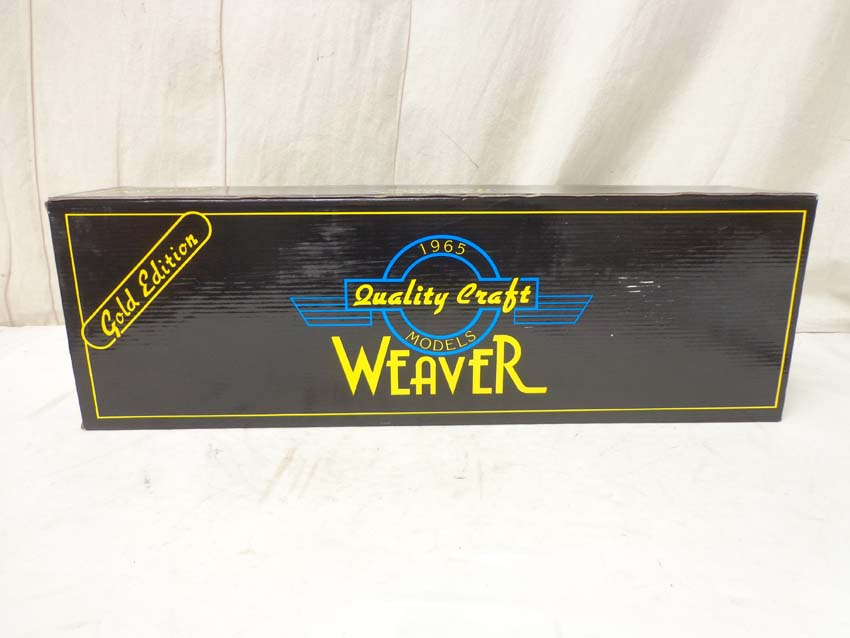 Gold Edition
1965
Quality Craft
MODELS
WEAVER